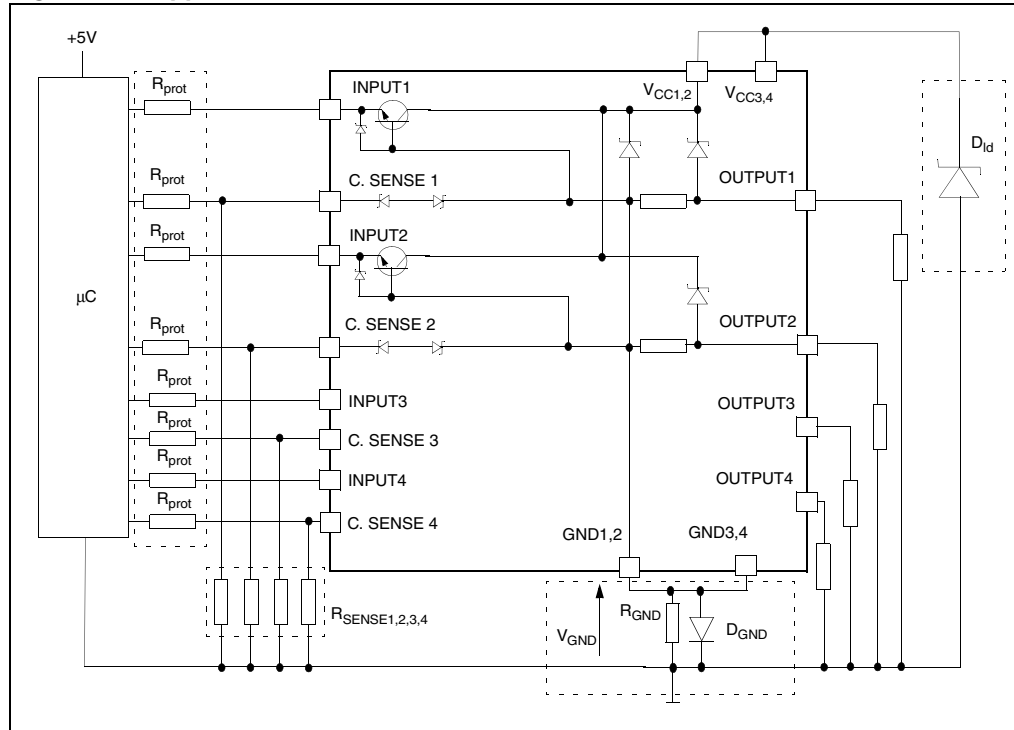 +5V
Rprot
INPUT1
VCC1,2
VCC3,4
Dld
Rprot
C. SENSE 1
OUTPUT1
Rprot
INPUT2
µC
Rprot
C. SENSE 2
OUTPUT2
Rprot
INPUT3
OUTPUT3
Rprot
C. SENSE 3
Rprot
INPUT4
OUTPUT4
Rprot
C. SENSE 4
GND1,2
GND3,4
RSENSE1,2,3,4
VGND
RGND
DGND